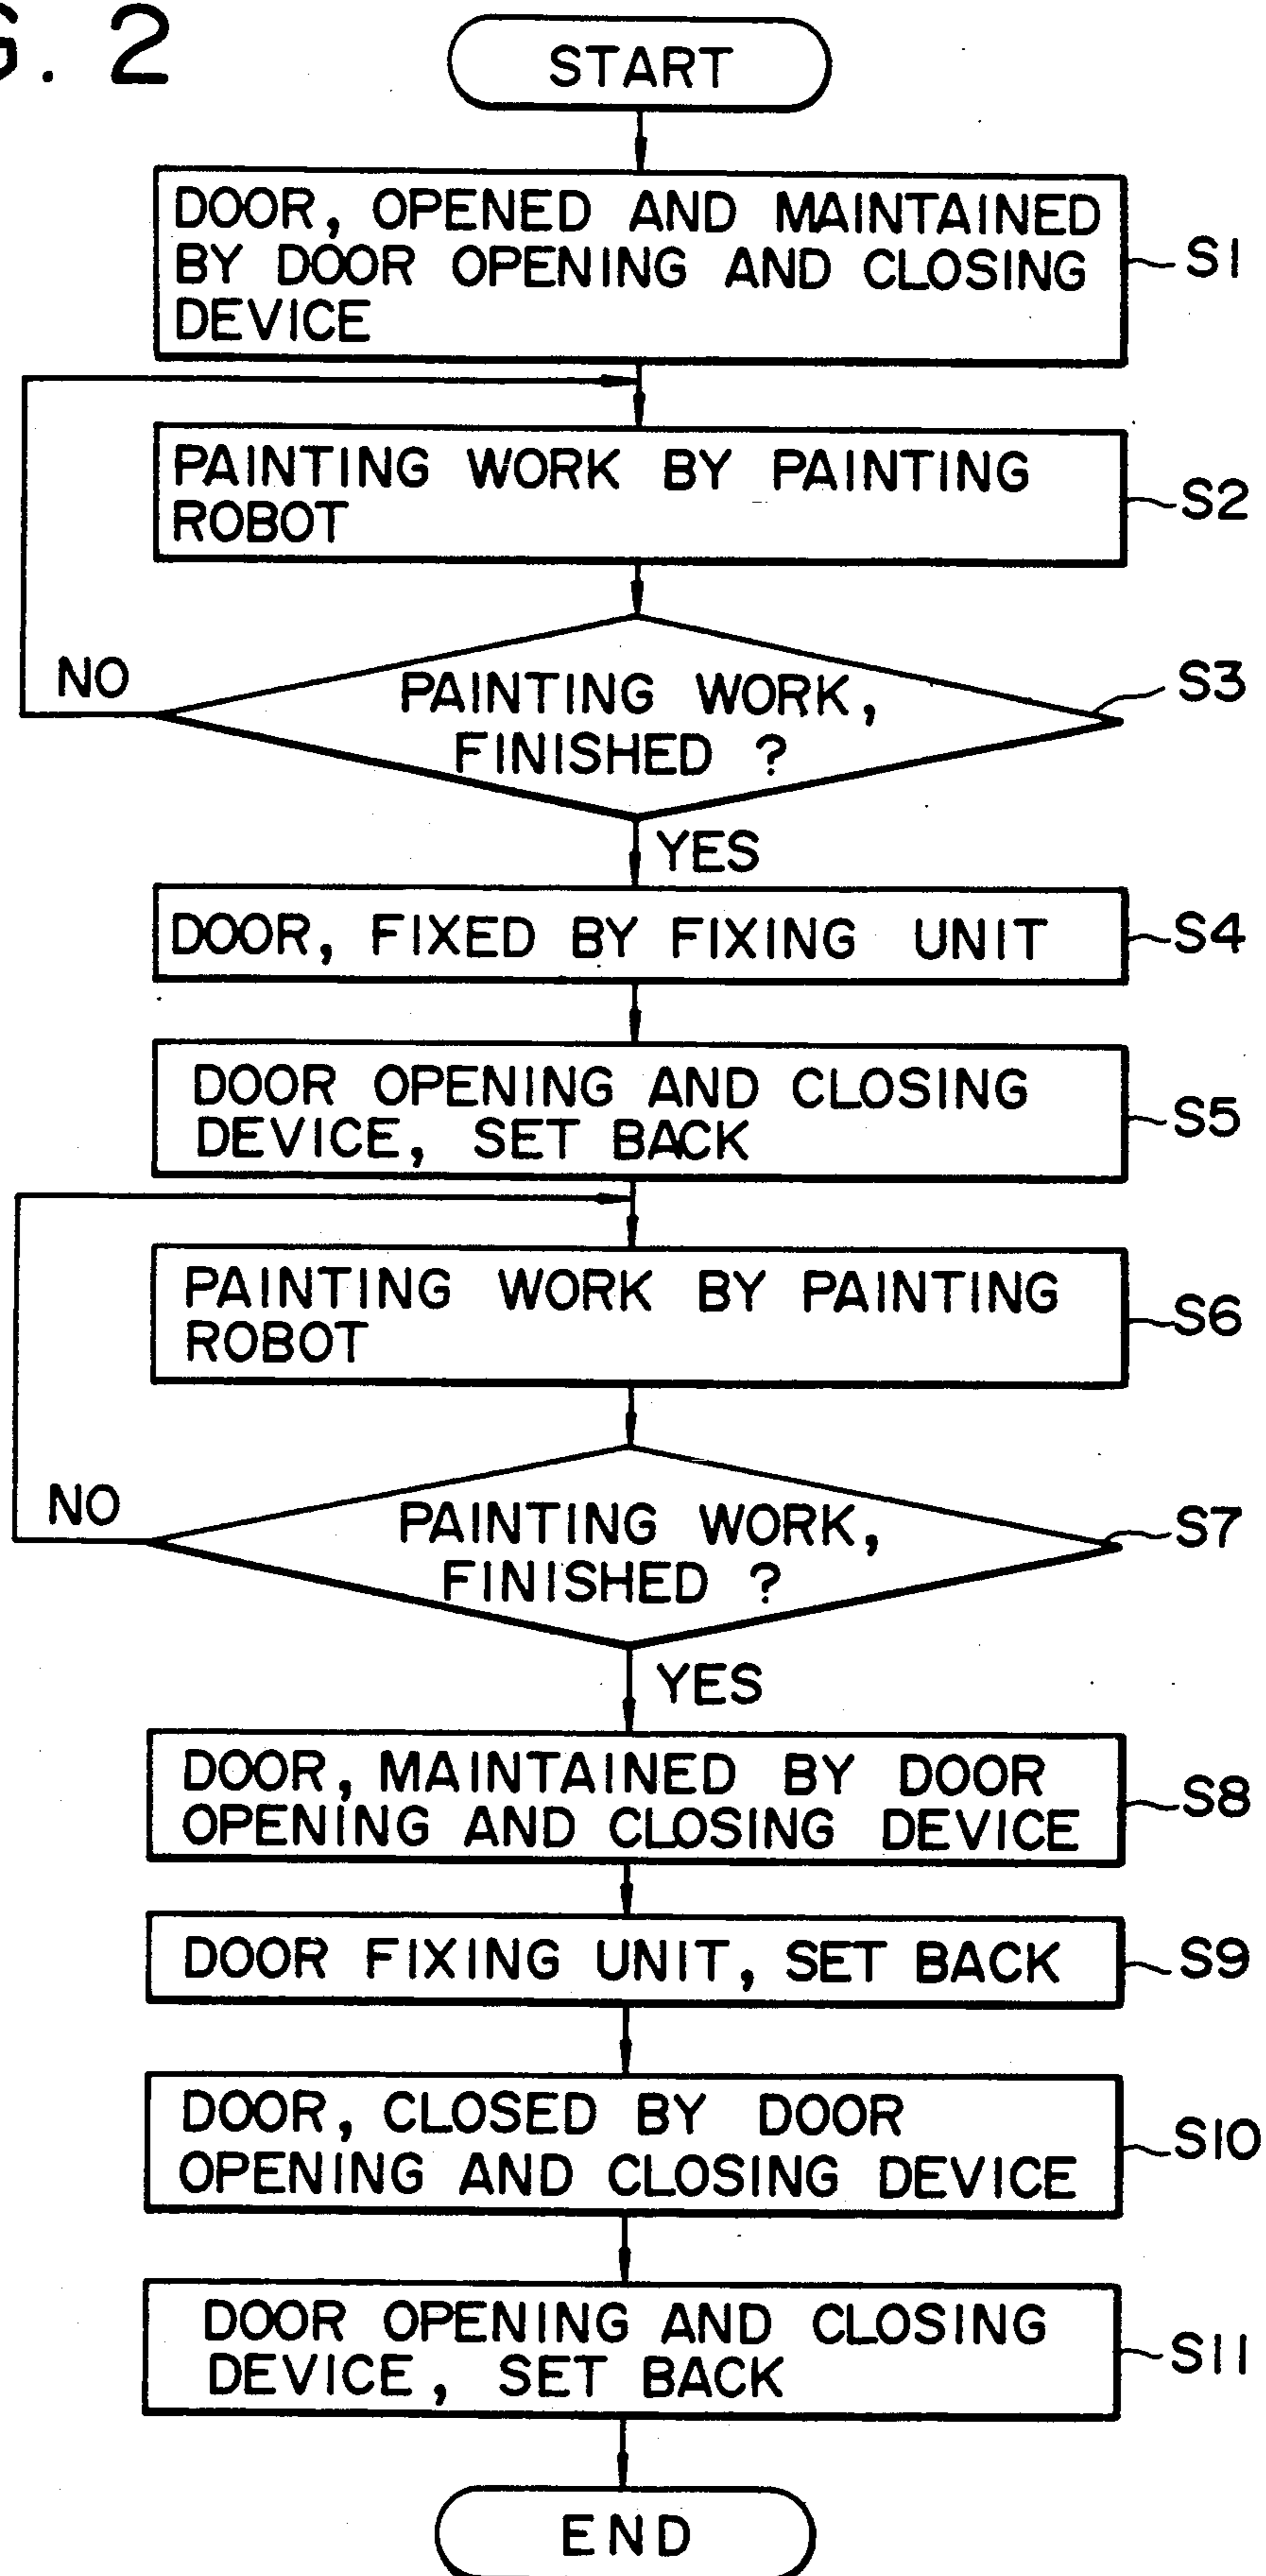 G. 2
START
DOOR, OPENED AND MAINTAINED
BY DOOR OPENING AND CLOSING
DEVICE
S1
PAINTING WORK BY PAINTING
ROBOT
S2
NO
PAINTING WORK,
FINISHED ?
S3
YES
DOOR, FIXED BY FIXING UNIT
S4
DOOR OPENING AND CLOSING
DEVICE, SET BACK
S5
PAINTING WORK BY PAINTING
ROBOT
S6
NO
PAINTING WORK,
FINISHED ?
S7
YES
DOOR, MAINTAINED BY DOOR
OPENING AND CLOSING DEVICE
S8
DOOR FIXING UNIT, SET BACK
S9
DOOR, CLOSED BY DOOR
OPENING AND CLOSING DEVICE
S10
DOOR OPENING AND CLOSING
DEVICE, SET BACK
S11
END